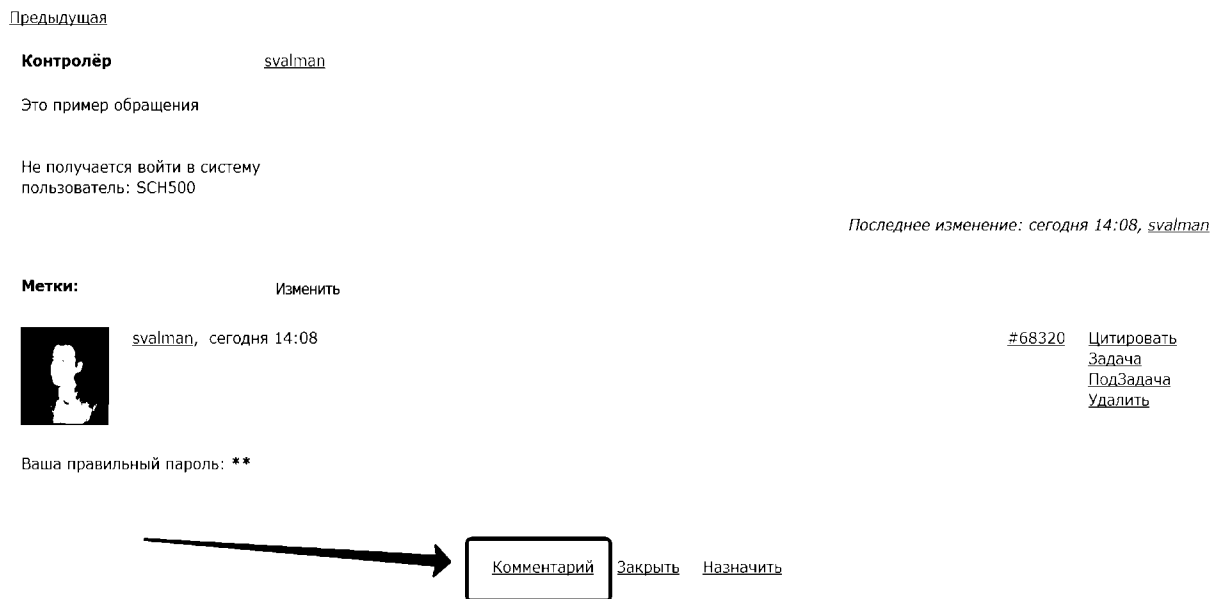 Предыдущая
Контролёр svalman
Это пример обращения
Не получается войти в систему
пользователь: SCH500
Последнее изменение: сегодня 14:08, svalman
Метки: Изменить
svalman, сегодня 14:08 #68320 Цитировать
Задача
ПодЗадача
Удалить
Ваша правильный пароль: **
Комментарий Закрыть Назначить